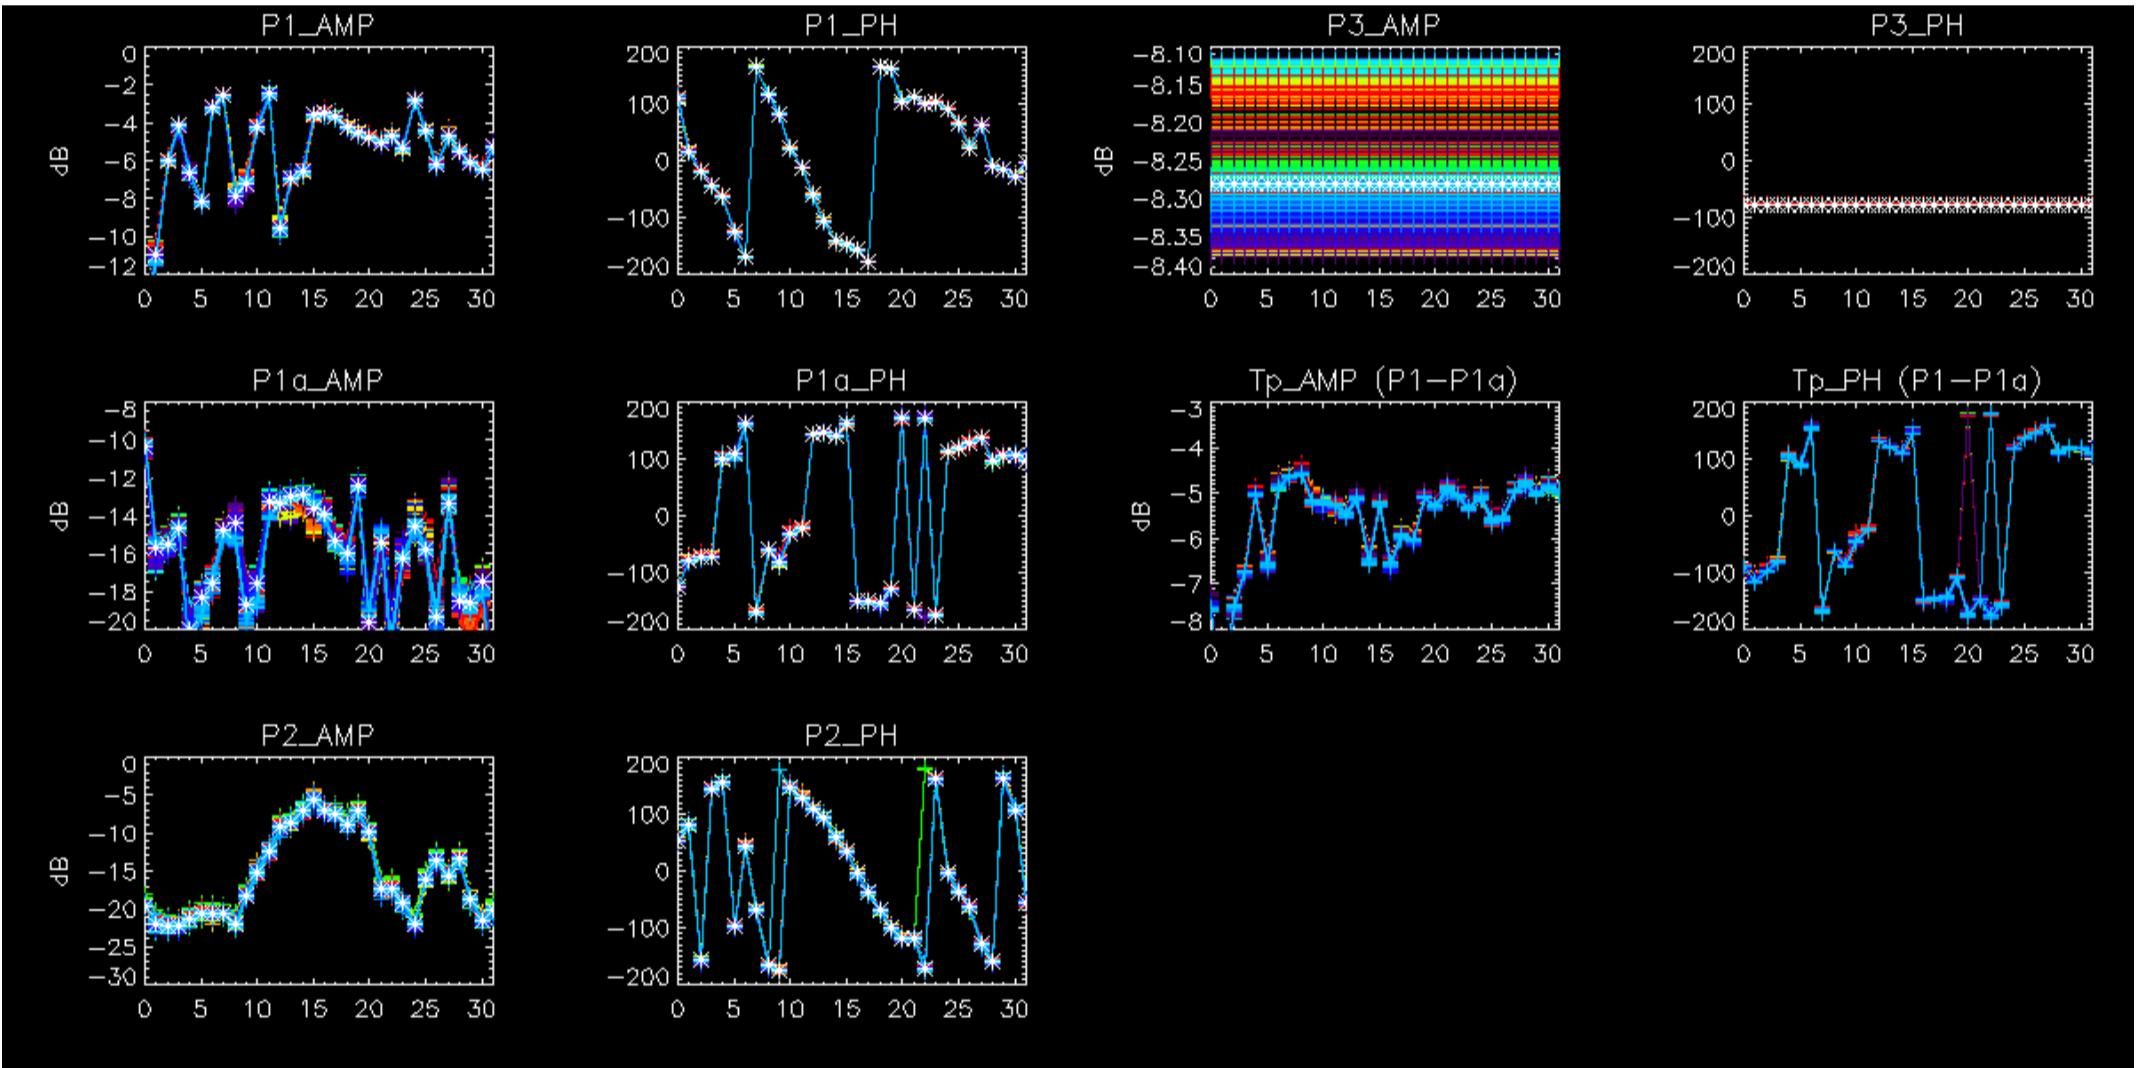 P1_AMP P1_PH P3_AMP P3_PH
0 200 -8.10 200
-2 -8.15
100 100
-4 -8.20
dB -6 0 dB -8.25 0
-8 -8.30
-100 -100
-10 -8.35
-12 -200 -8.40 -200
0 5 10 15 20 25 30 0 5 10 15 20 25 30 0 5 10 15 20 25 30 0 5 10 15 20 25 30
P1a_AMP P1a_PH Tp_AMP (P1-P1a) Tp_PH (P1-P1a)
-8 200 -3 200
-10
100 -4 100
-12
dB -14 0 dB -5 0
-16 -6
-100 -100
-18 -7
-20 -200 -8 -200
0 5 10 15 20 25 30 0 5 10 15 20 25 30 0 5 10 15 20 25 30 0 5 10 15 20 25 30
P2_AMP P2_PH
0 200
-5
100
-10
dB -15 0
-20
-100
-25
-30 -200
0 5 10 15 20 25 30 0 5 10 15 20 25 30